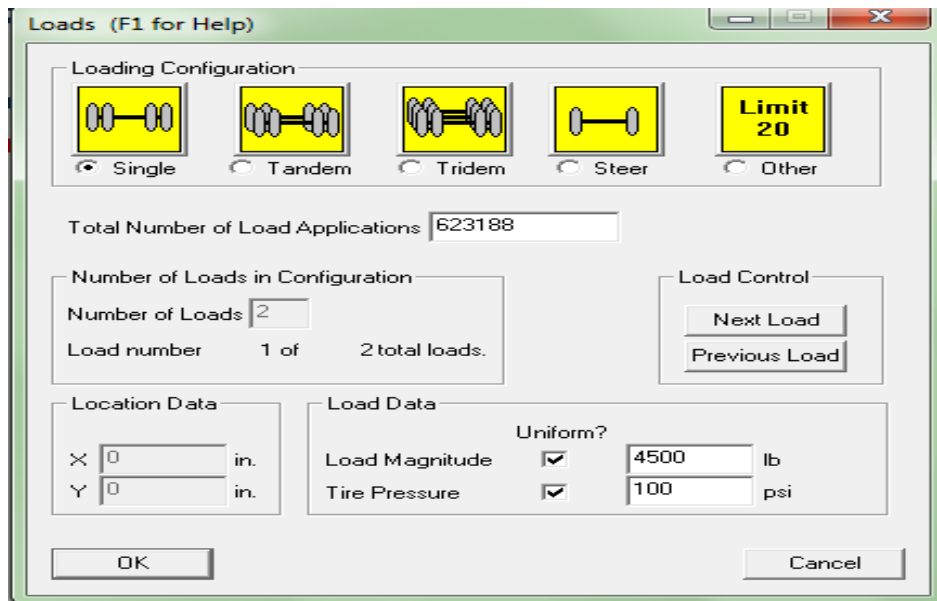 Loads (F1 for Help)
Loading Configuration
Limit
20
Single Tandem Tridem Steer Other
Total Number of Load Applications 623188
Number of Loads in Configuration
Load Control
Number of Loads 2
Next Load
Load number 1 of 2 total loads.
Previous Load
Location Data
Load Data
Uniform?
X 0 in.
Load Magnitude 4500 lb
Y 0 in.
Tire Pressure 100 psi
OK
Cancel